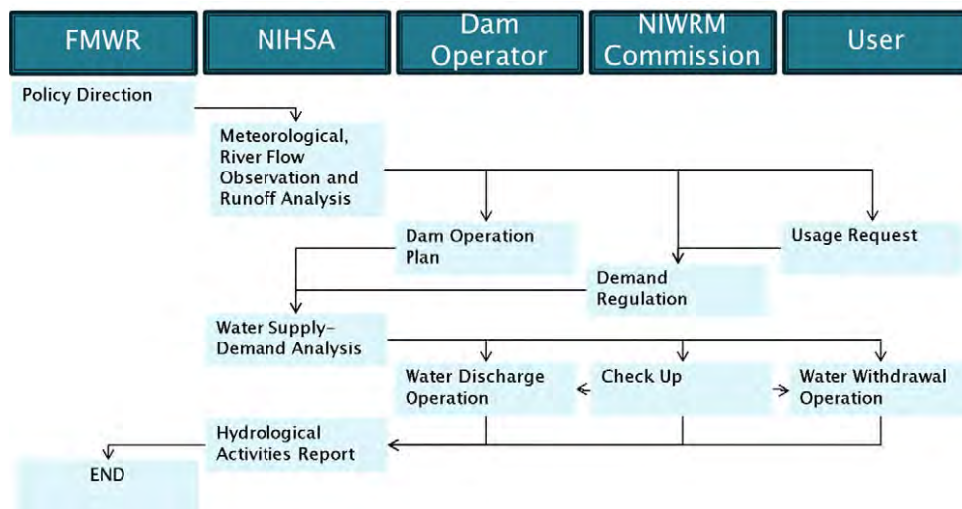 FMWR
NIHSA
Dam
Operator
NIWRM
Commission
User
Policy Direction
Meteorological,
River Flow
Observation and
Runoff Analysis
Dam Operation
Plan
Usage Request
Demand
Regulation
Water Supply-
Demand Analysis
Water Discharge
Operation
Check Up
Water Withdrawal
Operation
Hydrological
Activities Report
END